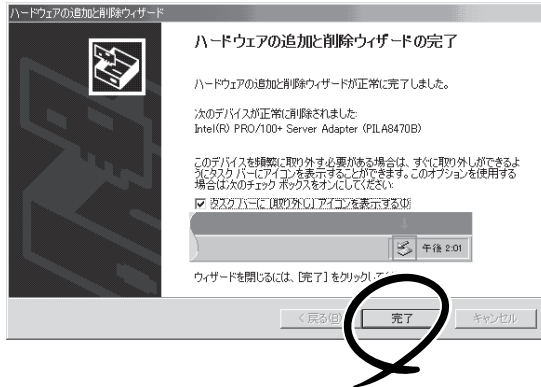 ハードウェアの追加と削除ウィザード
ハードウェアの追加と削除ウィザードの完了
ハードウェアの追加と削除ウィザードが正常に完了しました。
次のデバイスが正常に削除されました:
Intel(R) PRO/100+ Server Adapter (PILA8470B)
このデバイスを頻繁に取り外す必要がある場合は、すぐに取り外しができるよ
うにタスク バーにアイコンを表示することができます。このオプションを使用する
場合は次のチェック ボックスをオンにしてください:
タスク バーに [取り外し] アイコンを表示する(U)
午後 2:01
ウィザードを閉じるには、[完了] をクリックし
< 戻る(B)
完了
キャンセル